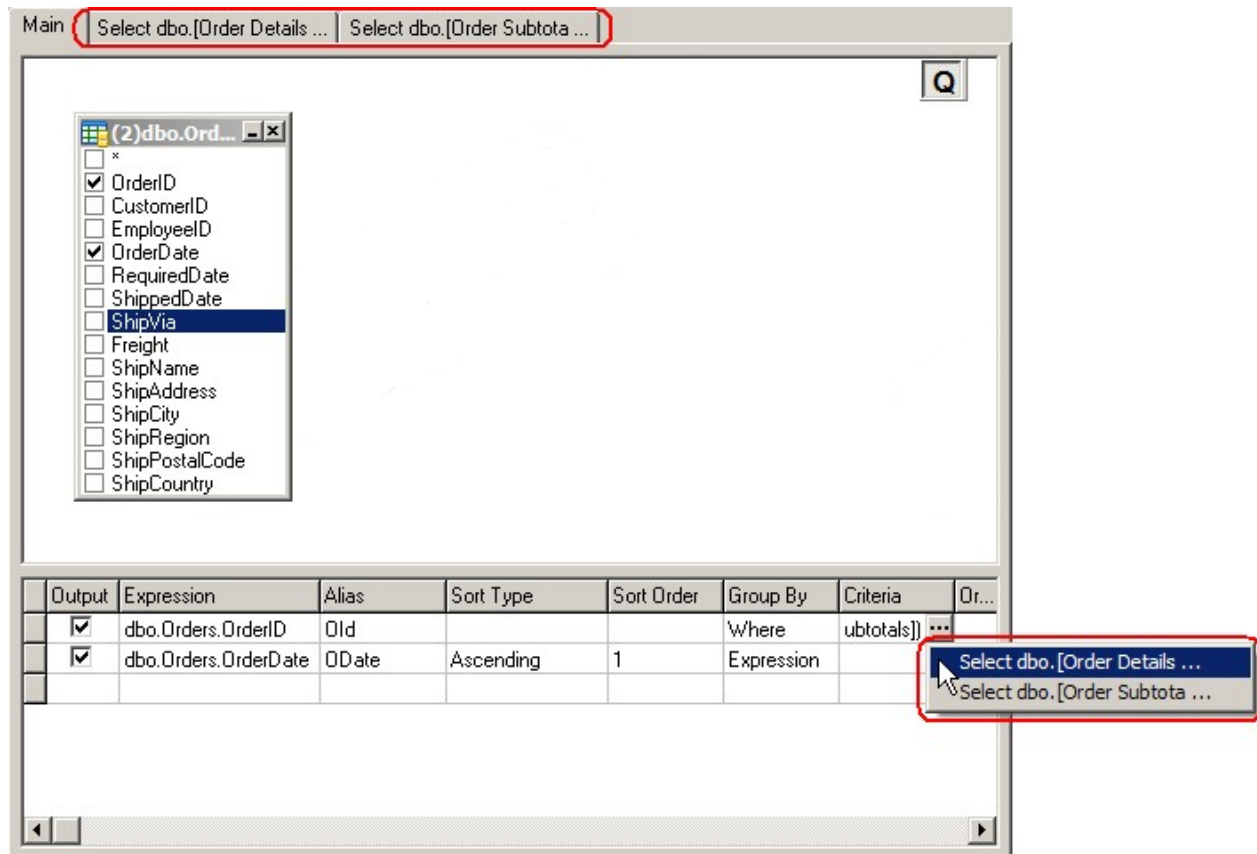 Main Select dbo.[Order Details ... Select dbo.[Order Subtota ...
Q
(2)dbo.Ord...
*
OrderID
CustomerID
EmployeeID
OrderDate
RequiredDate
ShippedDate
ShipVia
Freight
ShipName
ShipAddress
ShipCity
ShipRegion
ShipPostalCode
ShipCountry
Output Expression Alias Sort Type Sort Order Group By Criteria Or...
dbo.Orders.OrderID OId Where ubtotals]) ...
dbo.Orders.OrderDate ODate Ascending 1 Expression
Select dbo.[Order Details ...
Select dbo.[Order Subtota ...